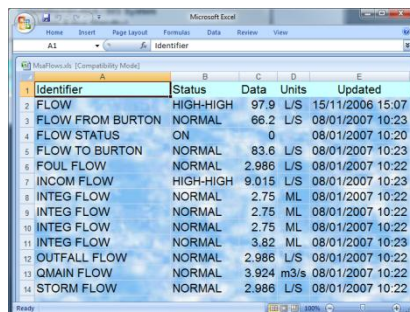 Microsoft Excel
Home Insert Page Layout Formulas Data Review View
A1 fx Identifier
MsaFlows.xls [Compatibility Mode]
A B C D E
1 Identifier Status Data Units Updated
2 FLOW HIGH-HIGH 97.9 L/S 15/11/2006 15:07
3 FLOW FROM BURTON NORMAL 66.2 L/S 08/01/2007 10:23
4 FLOW STATUS ON 0 08/01/2007 10:20
5 FLOW TO BURTON NORMAL 83.6 L/S 08/01/2007 10:23
6 FOUL FLOW NORMAL 2.986 L/S 08/01/2007 10:22
7 INCOM FLOW HIGH-HIGH 9.015 L/S 08/01/2007 10:23
8 INTEG FLOW NORMAL 2.75 ML 08/01/2007 10:22
9 INTEG FLOW NORMAL 2.75 ML 08/01/2007 10:22
10 INTEG FLOW NORMAL 2.75 ML 08/01/2007 10:22
11 INTEG FLOW NORMAL 3.82 ML 08/01/2007 10:23
12 OUTFALL FLOW NORMAL 2.986 L/S 08/01/2007 10:22
13 QMAIN FLOW NORMAL 3.924 m3/s 08/01/2007 10:22
14 STORM FLOW NORMAL 2.986 L/S 08/01/2007 10:22
Ready 100%